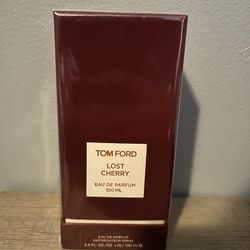 TOM FORD
LOST
CHERRY
EAU DE PARFUM
100 ML
EAU DE PARFUM
VAPORISATEUR SPRAY
3.4 FL. OZ. LIQ./100 ml ℮